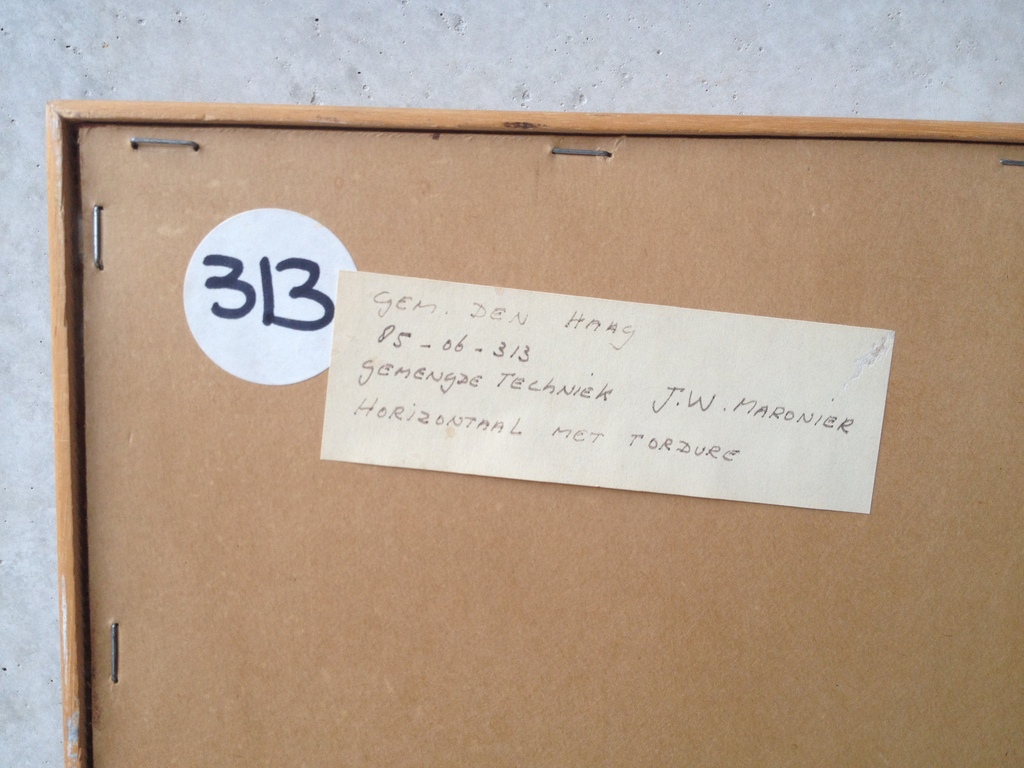 313
GEM. DEN HAAG
85-06-313
GEMENGDE TECHNIEK J.W. MARONIER
HORIZONTAAL MET TORDURE